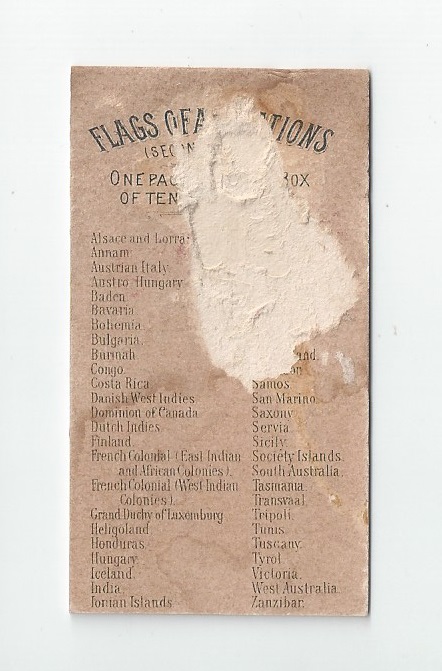 FLAGS OF A TIONS
(SECON
ONE PAC BOX
OF TEN
Alsace and Lorra
Annam.
Austrian Italy
Austro Hungary
Baden.
Bavaria.
Bohemia.
Bulgaria.
Burmah. and.
Congo. on
Costa Rica Samos
Danish West Indies San Marino.
Dominion of Canada Saxony.
Dutch Indies Servia
Finland. Sicily.
French Colonial (East Indian Society Islands.
and African Colonies). South Australia.
French Colonial (West Indian Tasmania.
Colonies). Transvaal.
Grand Duchy of Luxemburg Tripoli.
Heligoland. Tunis.
Honduras. Tuscany.
Hungary. Tyrol.
Iceland. Victoria.
India. West Australia.
Ionian Islands Zanzibar.